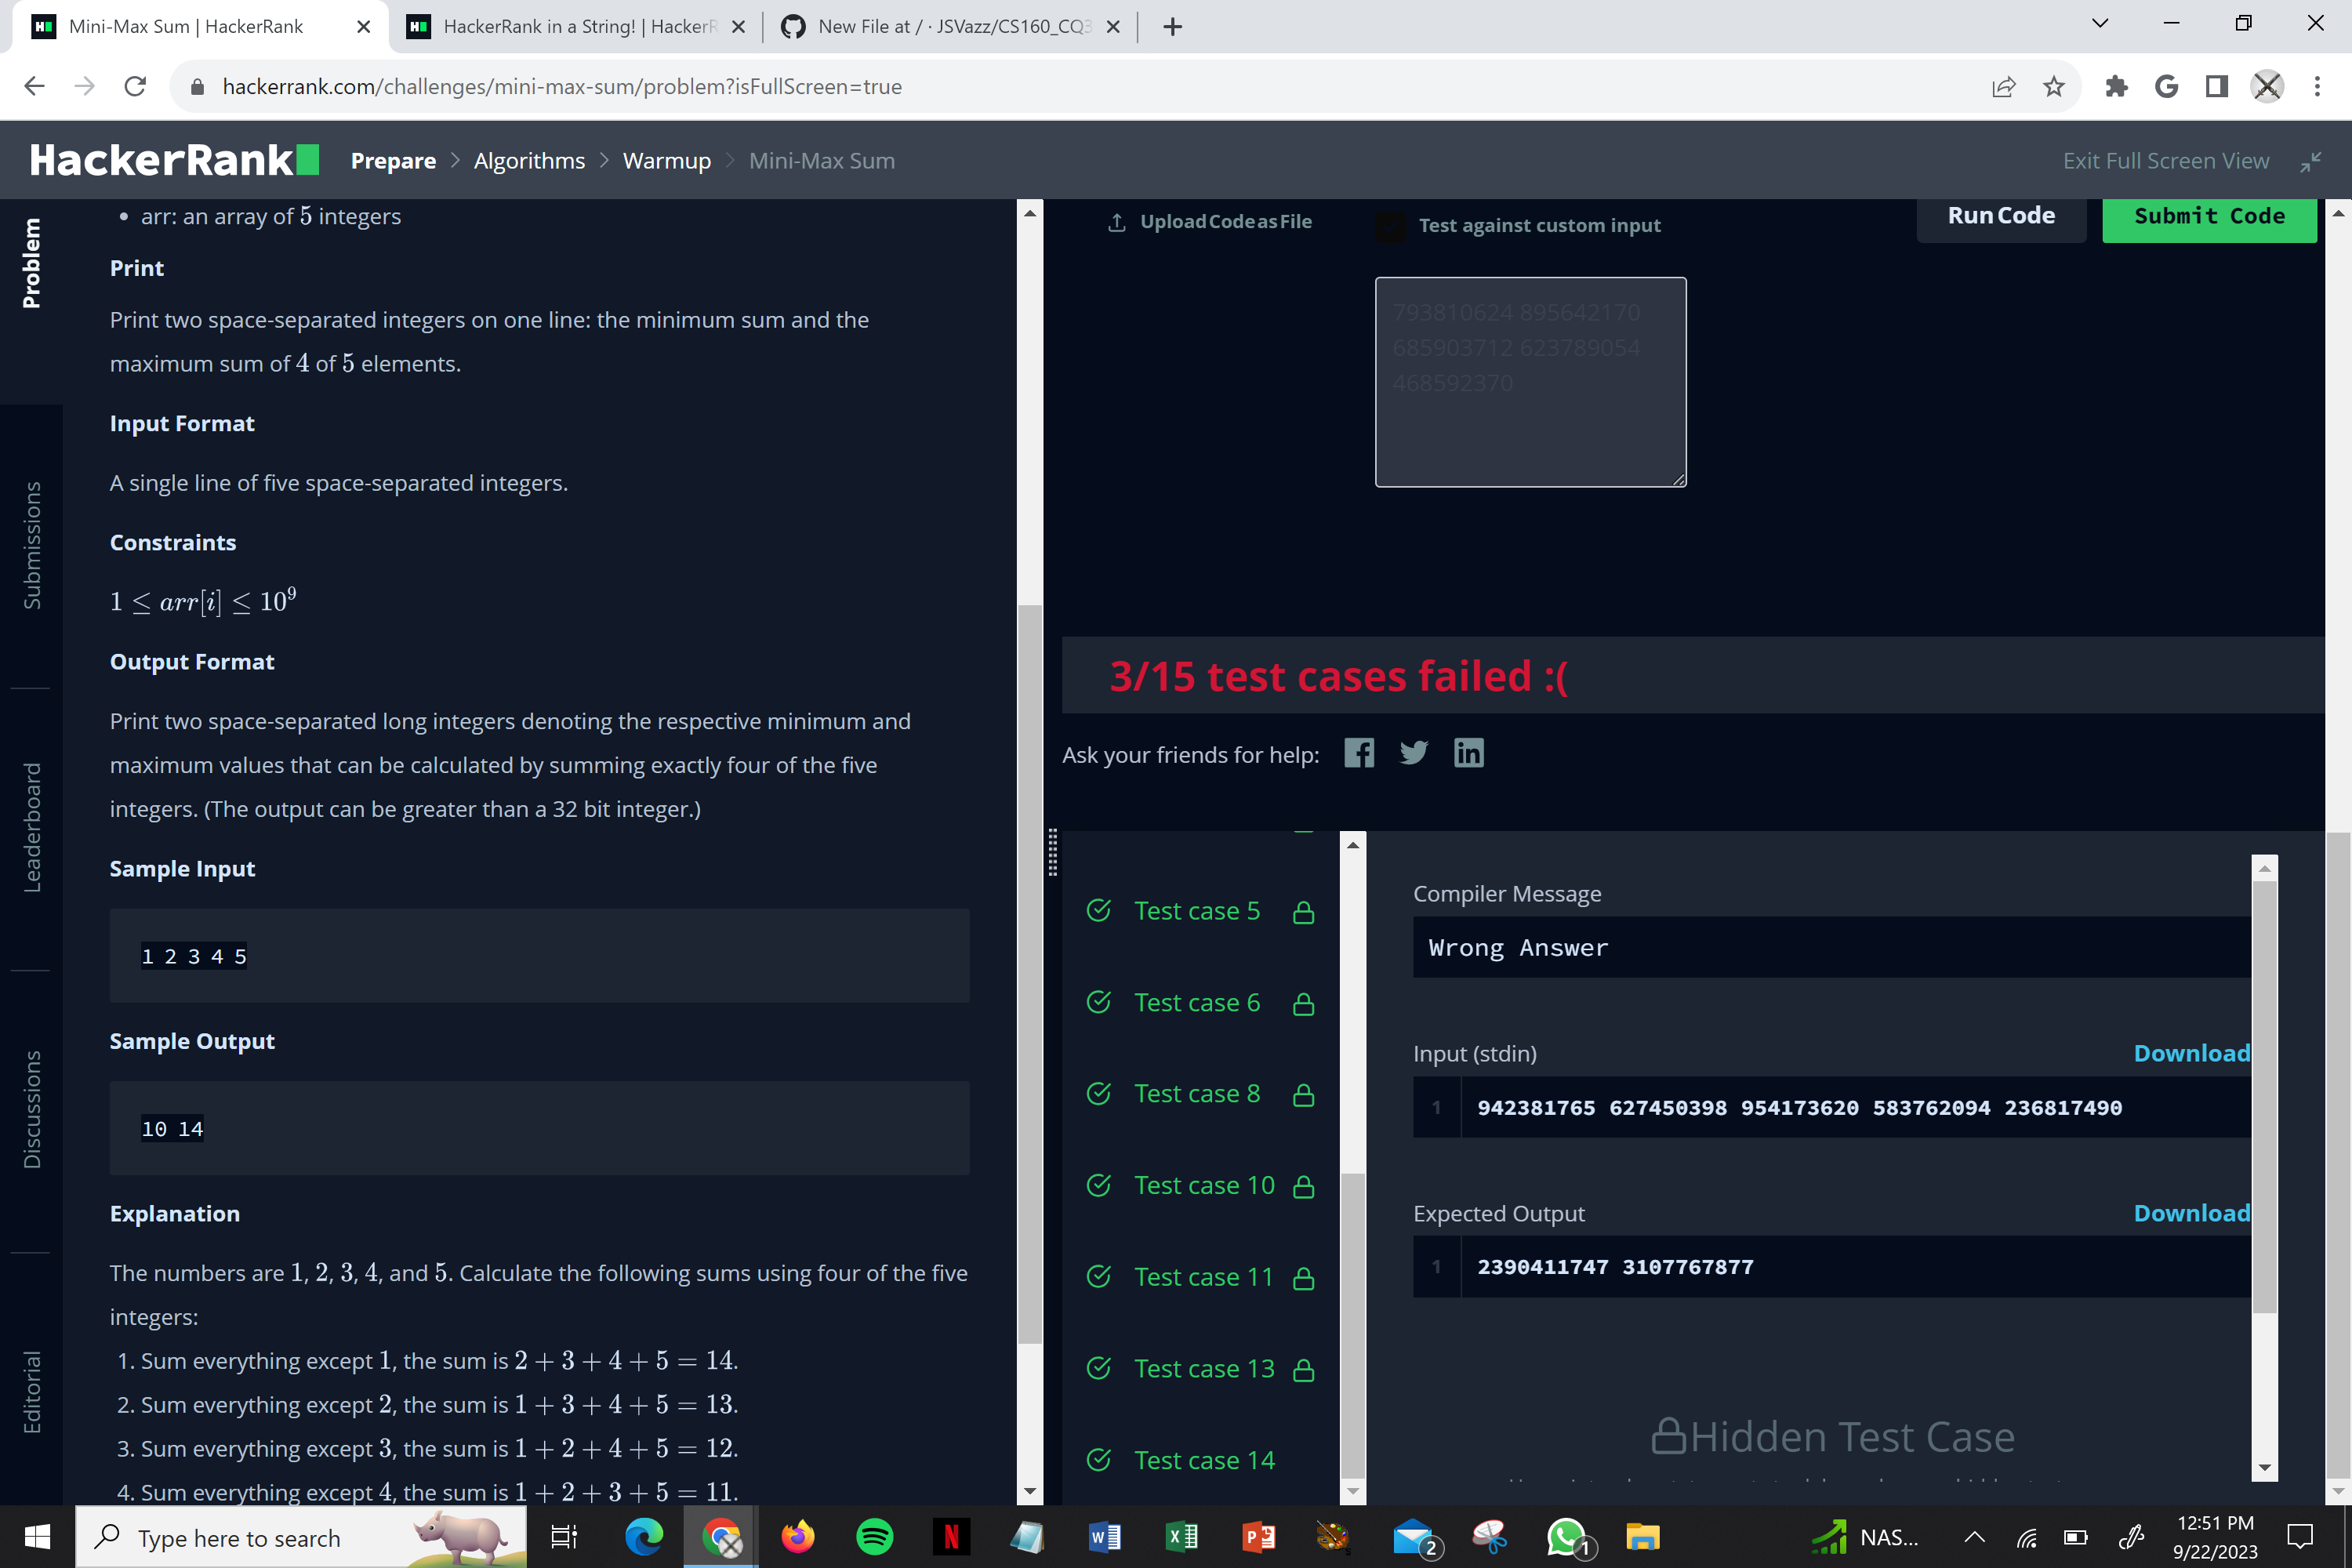 Mini-Max Sum | HackerRank
HackerRank in a String! | HackerR
New File at / · JSVazz/CS160_CQ3
hackerrank.com/challenges/mini-max-sum/problem?isFullScreen=true
HackerRank
Prepare > Algorithms > Warmup > Mini-Max Sum
Exit Full Screen View
Problem
Submissions
Leaderboard
Discussions
Editorial
• arr: an array of 5 integers
Print
Print two space-separated integers on one line: the minimum sum and the
maximum sum of 4 of 5 elements.
Input Format
A single line of five space-separated integers.
Constraints
1 ≤ arr[i] ≤ 10⁹
Output Format
Print two space-separated long integers denoting the respective minimum and
maximum values that can be calculated by summing exactly four of the five
integers. (The output can be greater than a 32 bit integer.)
Sample Input
1 2 3 4 5
Sample Output
10 14
Explanation
The numbers are 1, 2, 3, 4, and 5. Calculate the following sums using four of the five
integers:
1. Sum everything except 1, the sum is 2 + 3 + 4 + 5 = 14.
2. Sum everything except 2, the sum is 1 + 3 + 4 + 5 = 13.
3. Sum everything except 3, the sum is 1 + 2 + 4 + 5 = 12.
4. Sum everything except 4, the sum is 1 + 2 + 3 + 5 = 11.
Upload Code as File
Test against custom input
Run Code
Submit Code
793810624 895642170
685903712 623789054
468592370
3/15 test cases failed :(
Ask your friends for help:
Test case 5
Test case 6
Test case 8
Test case 10
Test case 11
Test case 13
Test case 14
Compiler Message
Wrong Answer
Input (stdin)
Download
1 942381765 627450398 954173620 583762094 236817490
Expected Output
Download
1 2390411747 3107767877
Hidden Test Case
Type here to search
2
1
NAS...
12:51 PM
9/22/2023